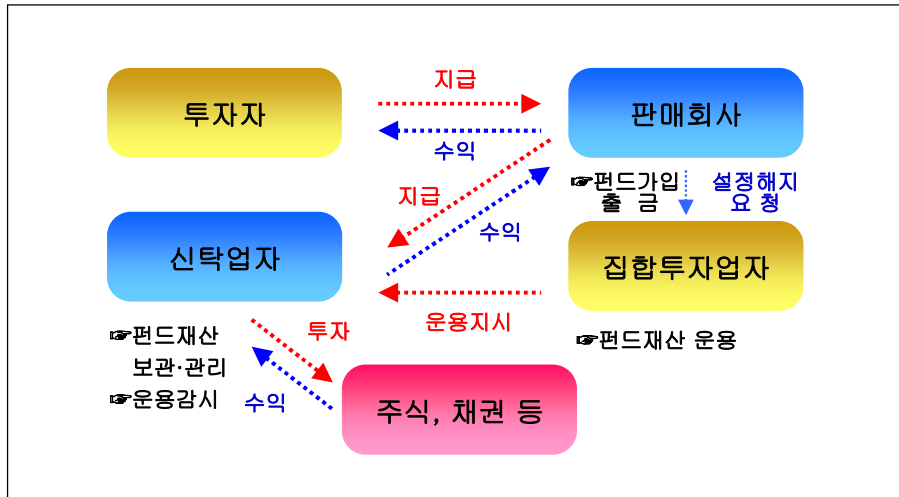 지급
투자자
판매회사
수익
☞펀드가입
출 금
설정해지
요 청
지급
수익
신탁업자
집합투자업자
운용지시
☞펀드재산
보관·관리
☞운용감시
투자
☞펀드재산 운용
수익
주식, 채권 등